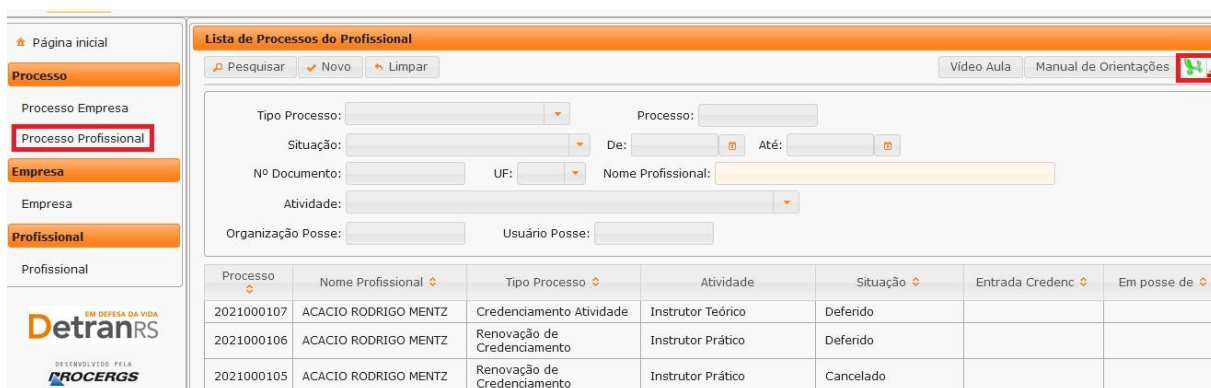 Página inicial
Processo
Processo Empresa
Processo Profissional
Empresa
Empresa
Profissional
Profissional
EM DEFESA DA VIDA
DetranRS
DESENVOLVIDO PELA
PROCERGS
Lista de Processos do Profissional
Pesquisar Novo Limpar Vídeo Aula Manual de Orientações
Tipo Processo: Processo:
Situação: De: Até:
Nº Documento: UF: Nome Profissional:
Atividade:
Organização Posse: Usuário Posse:
Processo Nome Profissional Tipo Processo Atividade Situação Entrada Credenc Em posse de
2021000107 ACACIO RODRIGO MENTZ Credenciamento Atividade Instrutor Teórico Deferido
2021000106 ACACIO RODRIGO MENTZ Renovação de Credenciamento Instrutor Prático Deferido
2021000105 ACACIO RODRIGO MENTZ Renovação de Credenciamento Instrutor Prático Cancelado